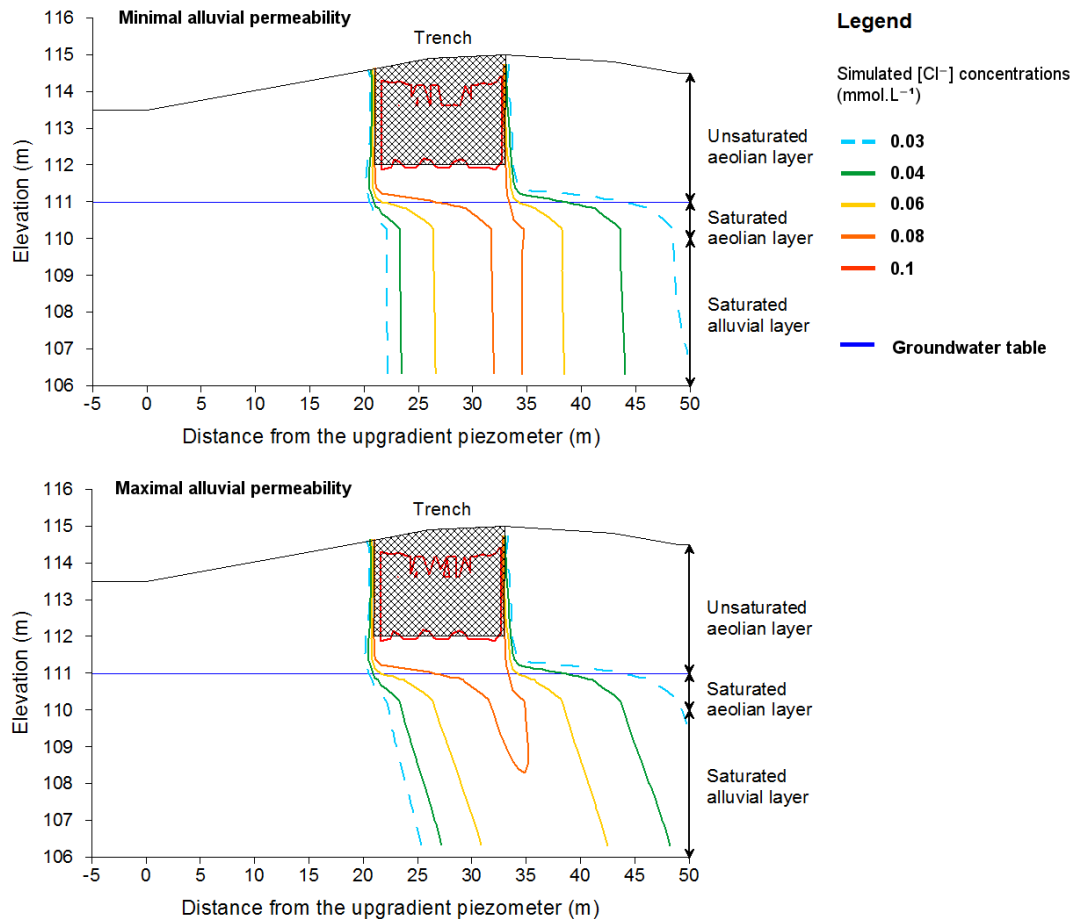 Minimal alluvial permeability
Trench
116
115
114
113
112
111
110
109
108
107
106
Elevation (m)
-5 0 5 10 15 20 25 30 35 40 45 50
Distance from the upgradient piezometer (m)
Unsaturated
aeolian layer
Saturated
aeolian layer
Saturated
alluvial layer
Legend
Simulated [Cl⁻] concentrations
(mmol.L⁻¹)
0.03
0.04
0.06
0.08
0.1
Groundwater table
Maximal alluvial permeability
Trench
116
115
114
113
112
111
110
109
108
107
106
Elevation (m)
-5 0 5 10 15 20 25 30 35 40 45 50
Distance from the upgradient piezometer (m)
Unsaturated
aeolian layer
Saturated
aeolian layer
Saturated
alluvial layer